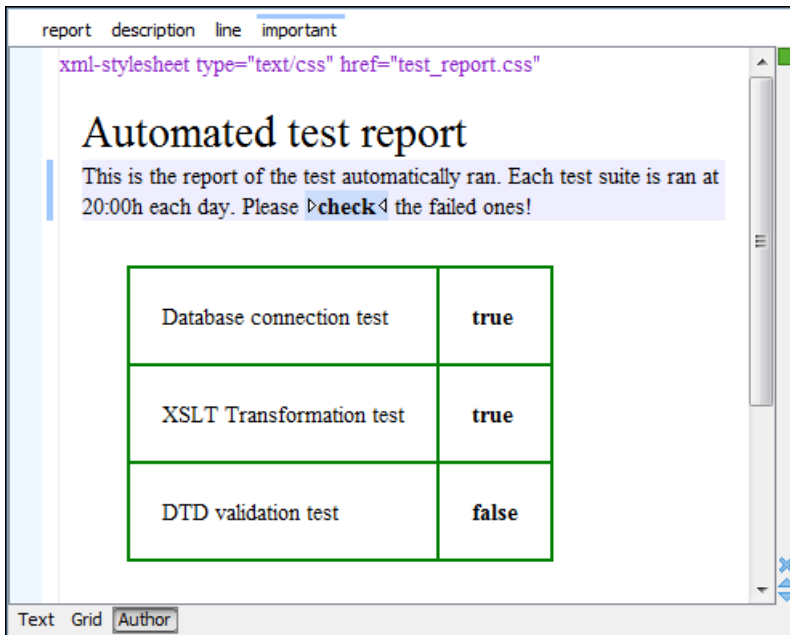 report description line important
xml-stylesheet type="text/css" href="test_report.css"
Automated test report
This is the report of the test automatically ran. Each test suite is ran at
20:00h each day. Please check the failed ones!
Database connection test true
XSLT Transformation test true
DTD validation test false
Text Grid Author